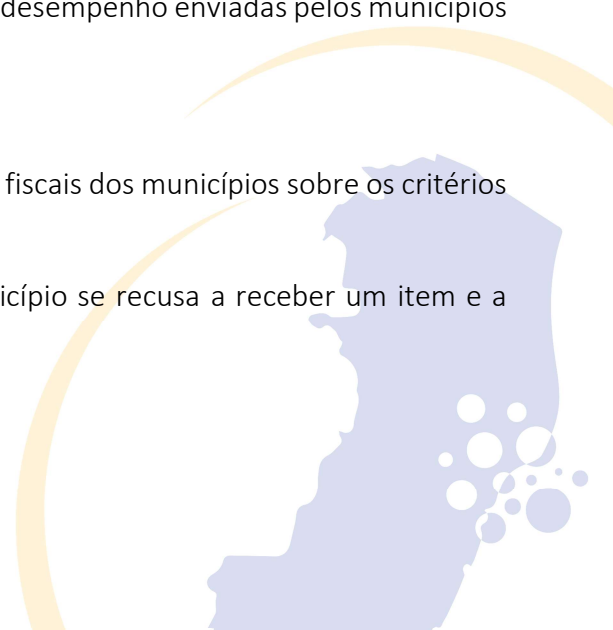 desempenho enviadas pelos municípios
fiscais dos municípios sobre os critérios
icípio se recusa a receber um item e a